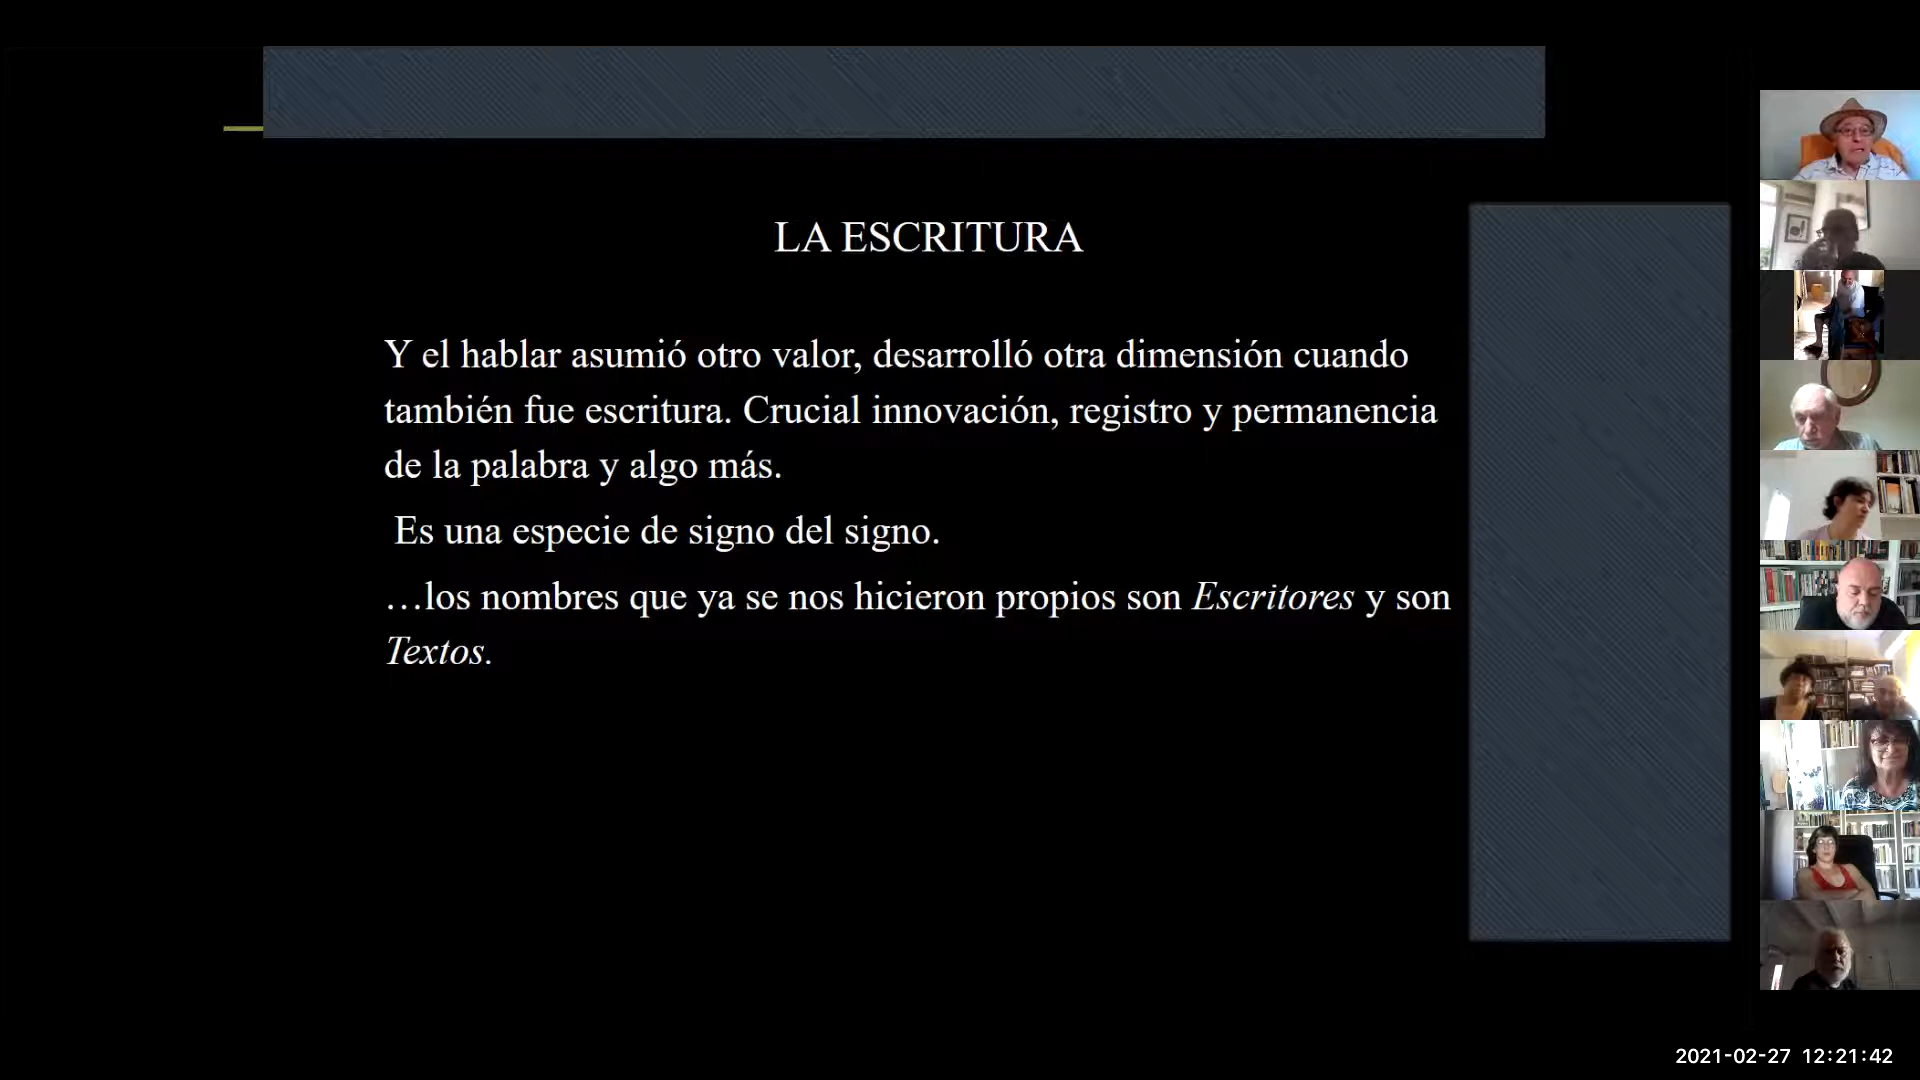 LA ESCRITURA
Y el hablar asumió otro valor, desarrolló otra dimensión cuando
también fue escritura. Crucial innovación, registro y permanencia
de la palabra y algo más.
Es una especie de signo del signo.
…los nombres que ya se nos hicieron propios son Escritores y son
Textos.
2021-02-27 12:21:42